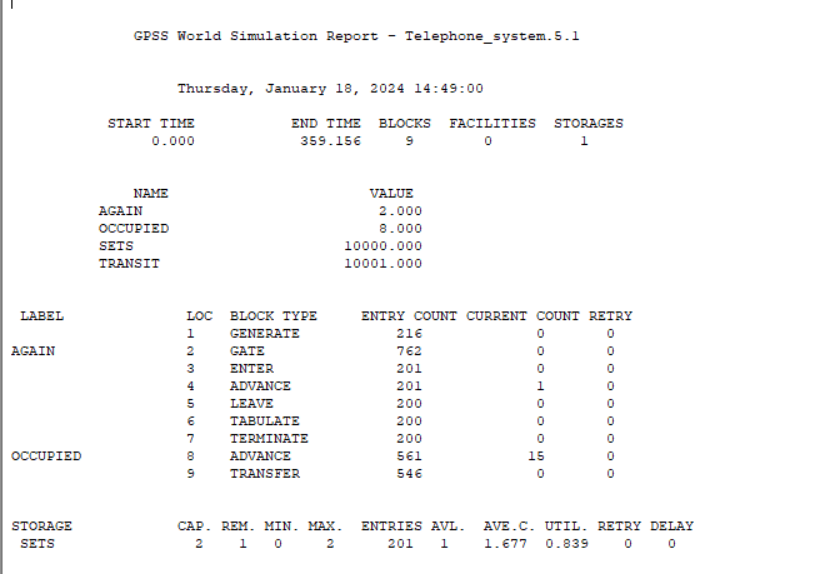 GPSS World Simulation Report - Telephone_system.5.1
Thursday, January 18, 2024 14:49:00
START TIME END TIME BLOCKS FACILITIES STORAGES
0.000 359.156 9 0 1
NAME VALUE
AGAIN 2.000
OCCUPIED 8.000
SETS 10000.000
TRANSIT 10001.000
LABEL LOC BLOCK TYPE ENTRY COUNT CURRENT COUNT RETRY
1 GENERATE 216 0 0
AGAIN 2 GATE 762 0 0
3 ENTER 201 0 0
4 ADVANCE 201 1 0
5 LEAVE 200 0 0
6 TABULATE 200 0 0
7 TERMINATE 200 0 0
OCCUPIED 8 ADVANCE 561 15 0
9 TRANSFER 546 0 0
STORAGE CAP. REM. MIN. MAX. ENTRIES AVL. AVE.C. UTIL. RETRY DELAY
SETS 2 1 0 2 201 1 1.677 0.839 0 0